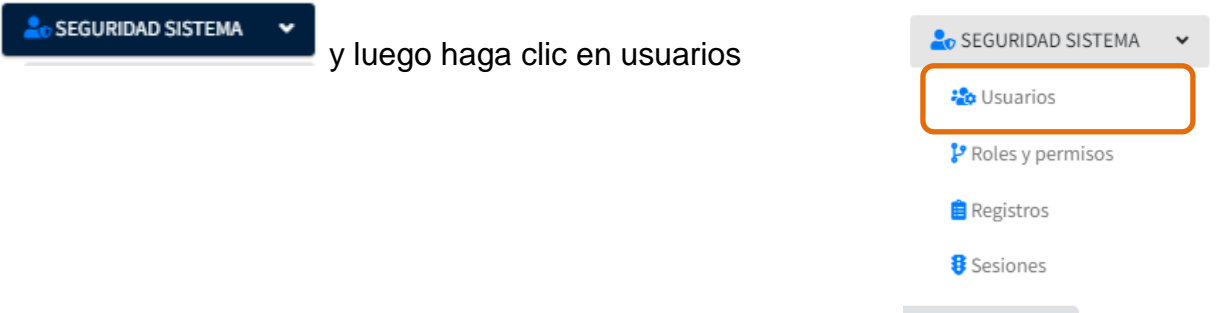 SEGURIDAD SISTEMA
y luego haga clic en usuarios
SEGURIDAD SISTEMA
Usuarios
Roles y permisos
Registros
Sesiones